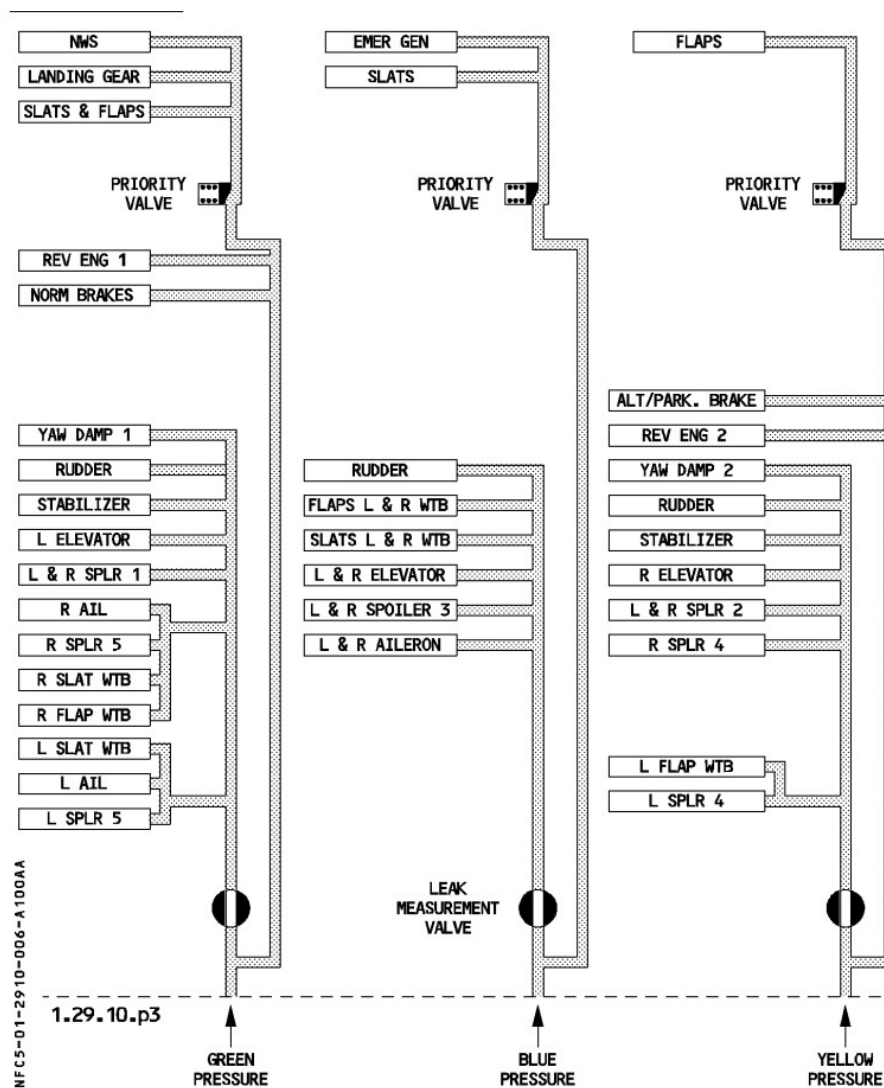 NWS
LANDING GEAR
SLATS & FLAPS
PRIORITY
VALVE
REV ENG 1
NORM BRAKES
YAW DAMP 1
RUDDER
STABILIZER
L ELEVATOR
L & R SPLR 1
R AIL
R SPLR 5
R SLAT WTB
R FLAP WTB
L SLAT WTB
L AIL
L SPLR 5
GREEN
PRESSURE
EMER GEN
SLATS
PRIORITY
VALVE
RUDDER
FLAPS L & R WTB
SLATS L & R WTB
L & R ELEVATOR
L & R SPOILER 3
L & R AILERON
LEAK
MEASUREMENT
VALVE
BLUE
PRESSURE
FLAPS
PRIORITY
VALVE
ALT/PARK. BRAKE
REV ENG 2
YAW DAMP 2
RUDDER
STABILIZER
R ELEVATOR
L & R SPLR 2
R SPLR 4
L FLAP WTB
L SPLR 4
YELLOW
PRESSURE
1.29.10.p3
NFC5-01-2910-006-A100AA